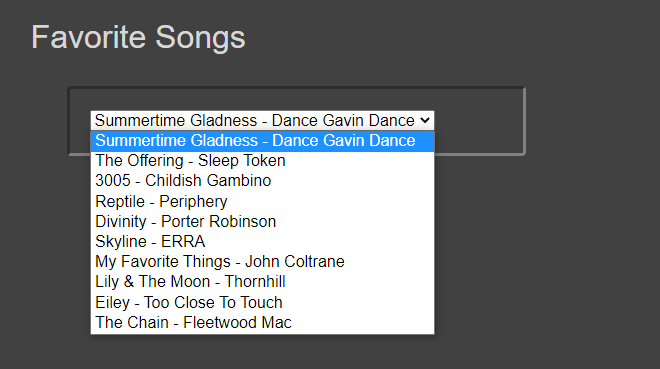 Favorite Songs
Summertime Gladness - Dance Gavin Dance
Summertime Gladness - Dance Gavin Dance
The Offering - Sleep Token
3005 - Childish Gambino
Reptile - Periphery
Divinity - Porter Robinson
Skyline - ERRA
My Favorite Things - John Coltrane
Lily & The Moon - Thornhill
Eiley - Too Close To Touch
The Chain - Fleetwood Mac